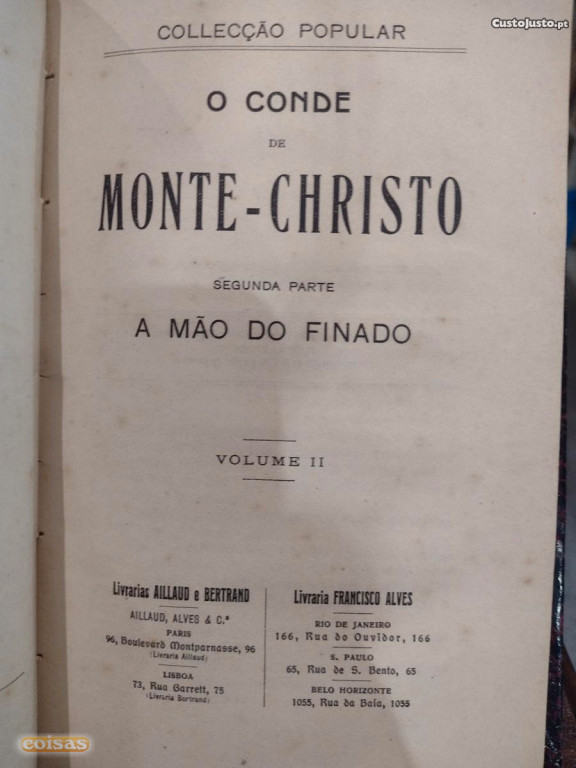 CustoJusto.pt
COLLECÇÃO POPULAR
O CONDE
DE
MONTE-CHRISTO
SEGUNDA PARTE
A MÃO DO FINADO
VOLUME II
Livrarias AILLAUD e BERTRAND
AILLAUD, ALVES & C.ª
PARIS
96, Boulevard Montparnasse, 96
(Livraria Aillaud)
LISBOA
73, Rua Garrett, 75
(Livraria Bertrand)
Livraria FRANCISCO ALVES
RIO DE JANEIRO
166, Rua do Ouvidor, 166
S. PAULO
65, Rua de S. Bento, 65
BELO HORIZONTE
1055, Rua da Baía, 1055
coisas